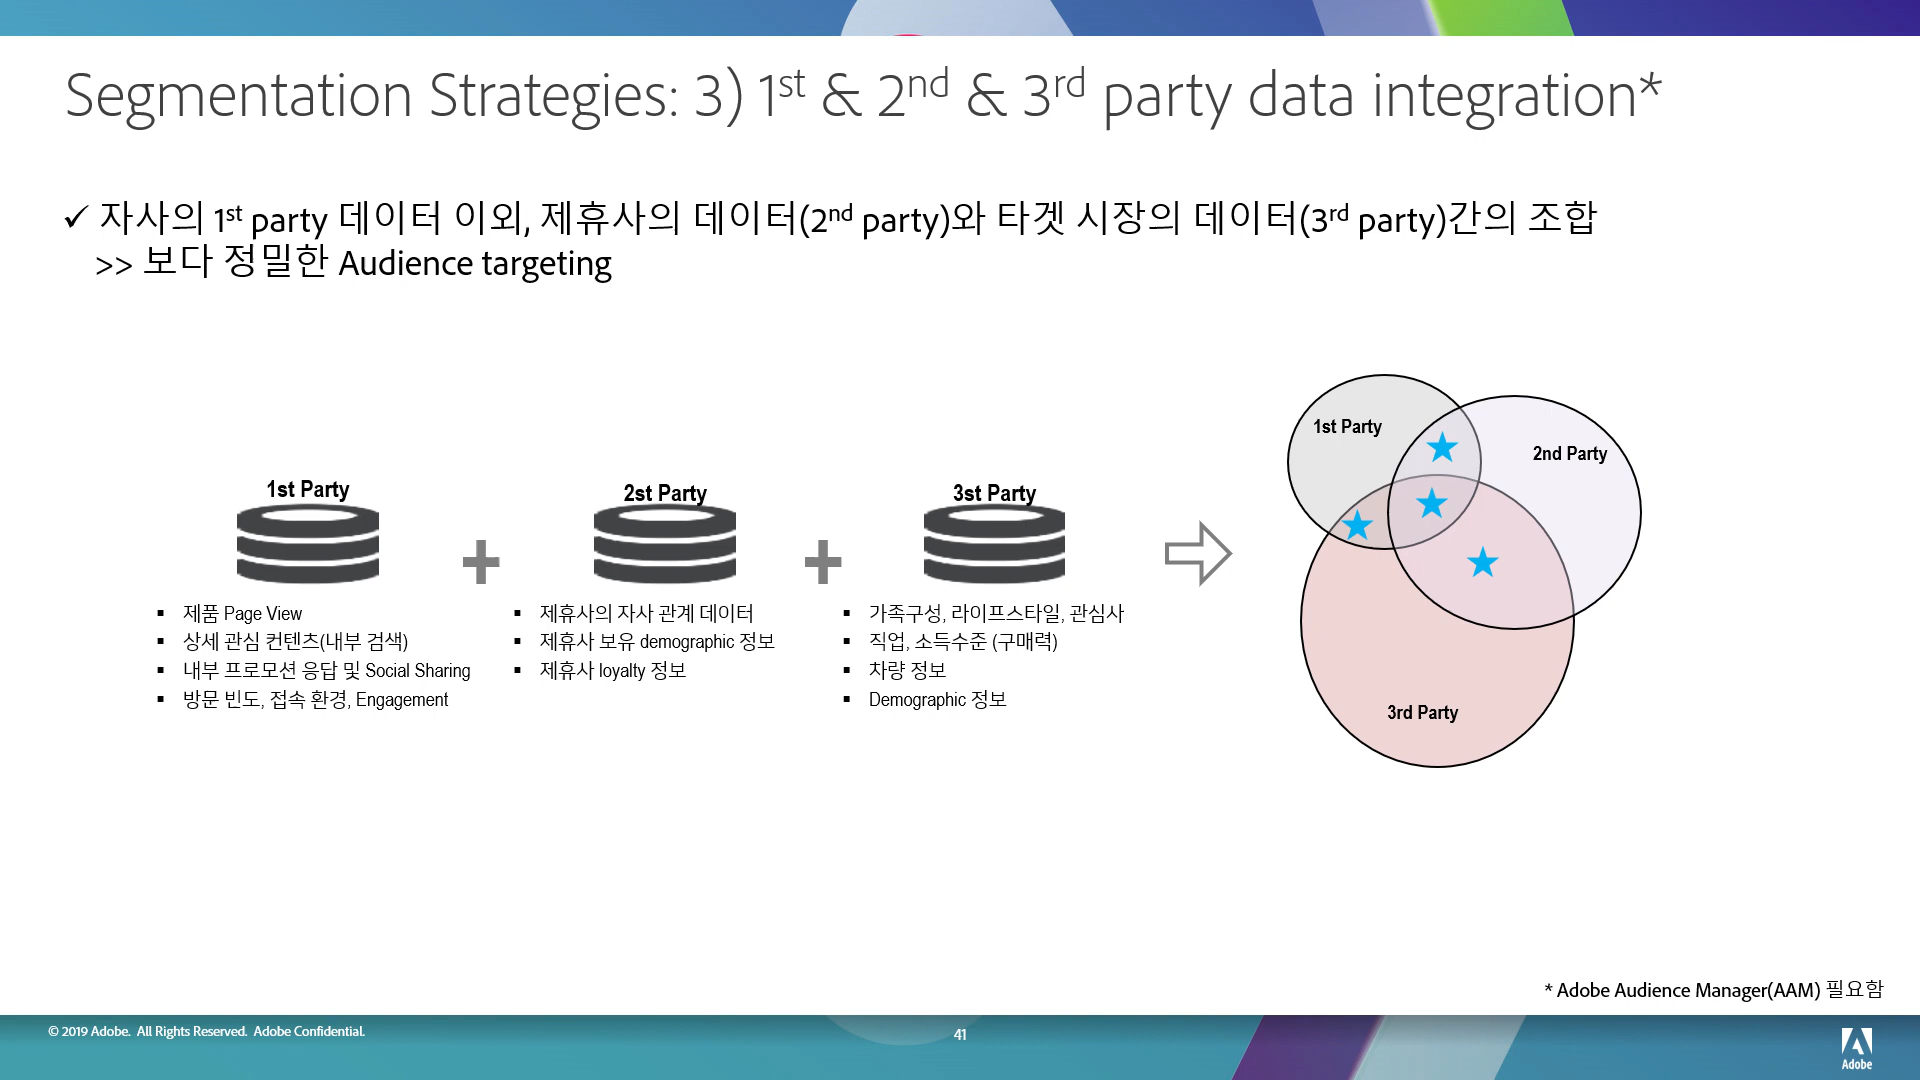 Segmentation Strategies: 3) 1st & 2nd & 3rd party data integration*
✓ 자사의 1st party 데이터 이외, 제휴사의 데이터(2nd party)와 타겟 시장의 데이터(3rd party)간의 조합
>> 보다 정밀한 Audience targeting
1st Party
▪ 제품 Page View
▪ 상세 관심 컨텐츠(내부 검색)
▪ 내부 프로모션 응답 및 Social Sharing
▪ 방문 빈도, 접속 환경, Engagement
+
2st Party
▪ 제휴사의 자사 관계 데이터
▪ 제휴사 보유 demographic 정보
▪ 제휴사 loyalty 정보
+
3st Party
▪ 가족구성, 라이프스타일, 관심사
▪ 직업, 소득수준 (구매력)
▪ 차량 정보
▪ Demographic 정보
1st Party
2nd Party
3rd Party
* Adobe Audience Manager(AAM) 필요함
© 2019 Adobe. All Rights Reserved. Adobe Confidential.
41
Adobe